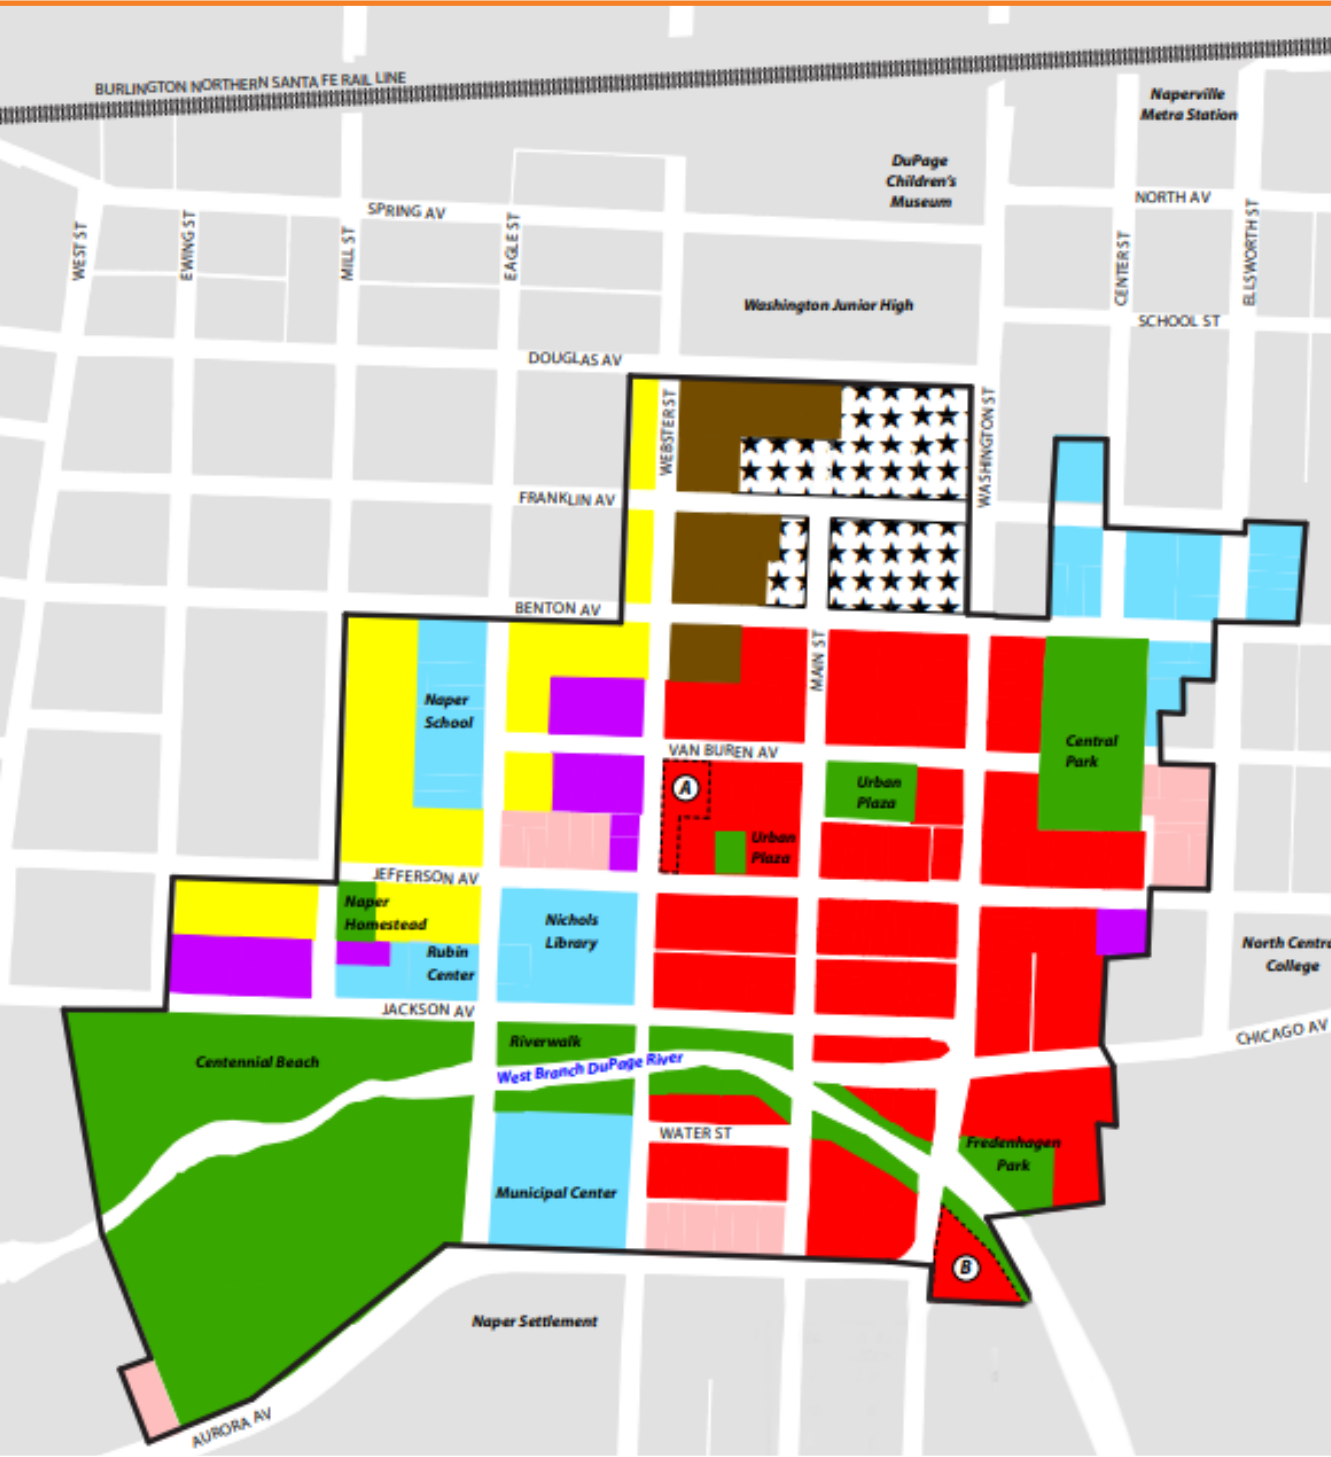 BURLINGTON NORTHERN SANTA FE RAIL LINE
Naperville
Metra Station
DuPage
Children's
Museum
NORTH AV
SPRING AV
WEST ST
EWING ST
MILL ST
EAGLE ST
CENTER ST
ELLSWORTH ST
Washington Junior High
SCHOOL ST
DOUGLAS AV
WEBSTER ST
WASHINGTON ST
FRANKLIN AV
BENTON AV
MAIN ST
Naper
School
Central
Park
VAN BUREN AV
A
Urban
Plaza
Urban
Plaza
JEFFERSON AV
Naper
Homestead
Nichols
Library
Rubin
Center
North Centra
College
JACKSON AV
CHICAGO AV
Riverwalk
Centennial Beach
West Branch DuPage River
WATER ST
Fredenhagen
Park
Municipal Center
B
Naper Settlement
AURORA AV